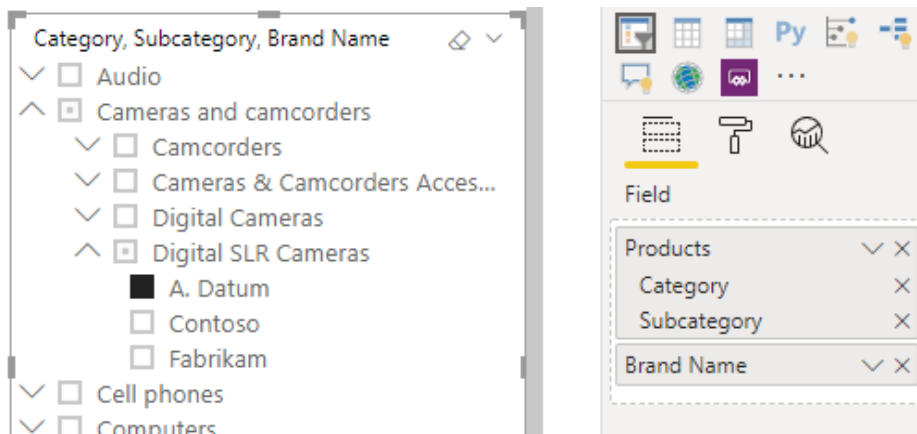 Category, Subcategory, Brand Name
Audio
Cameras and camcorders
Camcorders
Cameras & Camcorders Acces...
Digital Cameras
Digital SLR Cameras
A. Datum
Contoso
Fabrikam
Cell phones
Computers
Py
...
Field
Products
Category
Subcategory
Brand Name